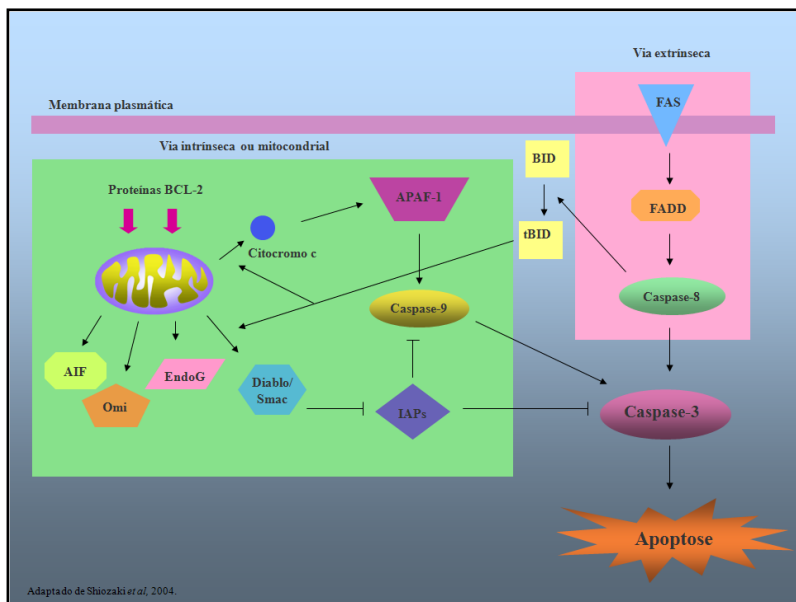 Via extrínseca
Membrana plasmática
FAS
Via intrínseca ou mitocondrial
BID
Proteínas BCL-2
APAF-1
FADD
tBID
Citocromo c
Caspase-9
Caspase-8
AIF
EndoG
Diablo/
Smac
Omi
IAPs
Caspase-3
Apoptose
Adaptado de Shiozaki et al, 2004.